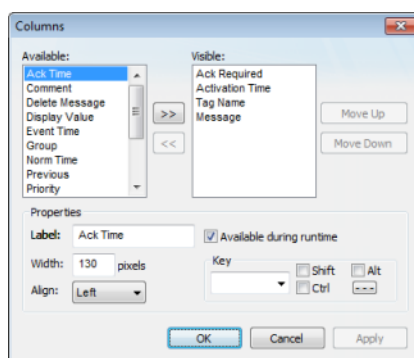 Columns
Available:
Visible:
Ack Time
Comment
Delete Message
Display Value
Event Time
Group
Norm Time
Previous
Priority
>>
<<
Ack Required
Activation Time
Tag Name
Message
Move Up
Move Down
Properties
Label: Ack Time
Available during runtime
Width: 130 pixels
Align: Left
Key
Shift
Alt
Ctrl
---
OK
Cancel
Apply